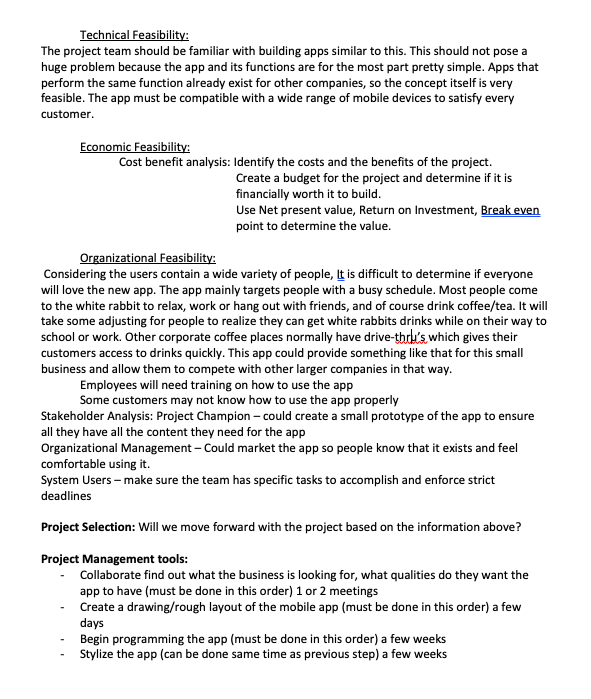 Technical Feasibility:
The project team should be familiar with building apps similar to this. This should not pose a
huge problem because the app and its functions are for the most part pretty simple. Apps that
perform the same function already exist for other companies, so the concept itself is very
feasible. The app must be compatible with a wide range of mobile devices to satisfy every
customer.
Economic Feasibility:
Cost benefit analysis: Identify the costs and the benefits of the project.
Create a budget for the project and determine if it is
financially worth it to build.
Use Net present value, Return on Investment, Break even
point to determine the value.
Organizational Feasibility:
Considering the users contain a wide variety of people, It is difficult to determine if everyone
will love the new app. The app mainly targets people with a busy schedule. Most people come
to the white rabbit to relax, work or hang out with friends, and of course drink coffee/tea. It will
take some adjusting for people to realize they can get white rabbits drinks while on their way to
school or work. Other corporate coffee places normally have drive-thru's which gives their
customers access to drinks quickly. This app could provide something like that for this small
business and allow them to compete with other larger companies in that way.
Employees will need training on how to use the app
Some customers may not know how to use the app properly
Stakeholder Analysis: Project Champion – could create a small prototype of the app to ensure
all they have all the content they need for the app
Organizational Management – Could market the app so people know that it exists and feel
comfortable using it.
System Users – make sure the team has specific tasks to accomplish and enforce strict
deadlines
Project Selection: Will we move forward with the project based on the information above?
Project Management tools:
- Collaborate find out what the business is looking for, what qualities do they want the
app to have (must be done in this order) 1 or 2 meetings
- Create a drawing/rough layout of the mobile app (must be done in this order) a few
days
- Begin programming the app (must be done in this order) a few weeks
- Stylize the app (can be done same time as previous step) a few weeks